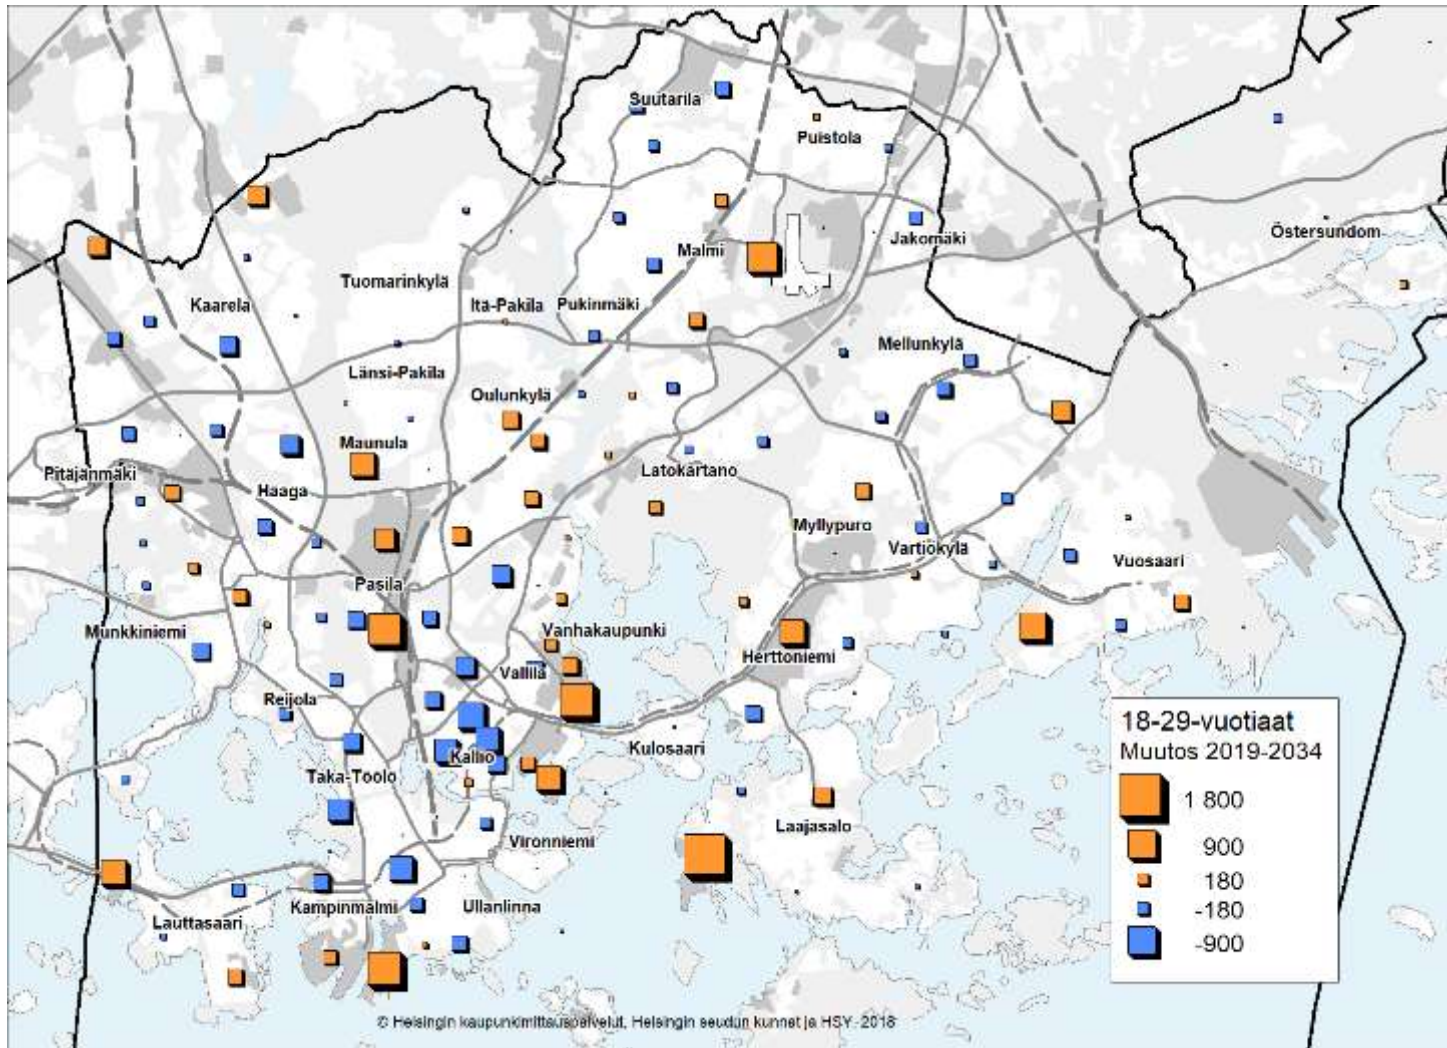 Suutarila
Puistola
Jakomäki
Östersundom
Malmi
Tuomarinkylä
Itä-Pakila
Pukinmäki
Kaarela
Mellunkylä
Länsi-Pakila
Oulunkylä
Maunula
Latokartano
Pitäjänmäki
Haaga
Myllypuro
Vartiokylä
Vuosaari
Pasila
Munkkiniemi
Vanhakaupunki
Herttoniemi
Vallila
Reijola
Kulosaari
Kallio
Taka-Toolo
Laajasalo
Vironniemi
Kampinmalmi
Ullanlinna
Lauttasaari
18-29-vuotiaat
Muutos 2019-2034
1 800
900
180
-180
-900
© Helsingin kaupunkimittauspalvelut, Helsingin seudun kunnet ja HSY, 2018